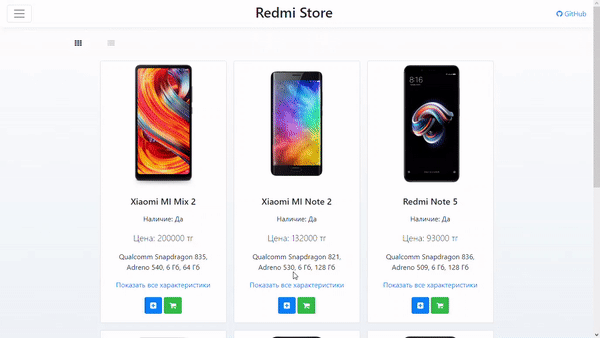 Redmi Store
GitHub
8:16
Xiaomi MI Mix 2
Наличие: Да
Цена: 200000 тг
Qualcomm Snapdragon 835,
Adreno 540, 6 Гб, 64 Гб
Показать все характеристики
Xiaomi MI Note 2
Наличие: Да
Цена: 132000 тг
Qualcomm Snapdragon 821,
Adreno 530, 6 Гб, 128 Гб
Показать все характеристики
Redmi Note 5
Наличие: Да
Цена: 93000 тг
Qualcomm Snapdragon 836,
Adreno 509, 6 Гб, 128 Гб
Показать все характеристики